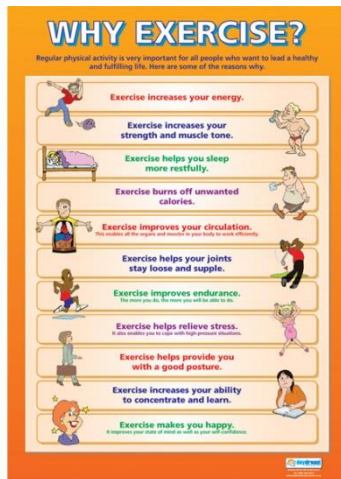 WHY EXERCISE?
Regular physical activity is very important for all people who want to lead a healthy
and fulfilling life. Here are some of the reasons why.
Exercise increases your energy.
Exercise increases your
strength and muscle tone.
Exercise helps you sleep
more restfully.
Exercise burns off unwanted
calories.
Exercise improves your circulation.
This enables all the organs and muscles in your body to work efficiently.
Exercise helps your joints
stay loose and supple.
Exercise improves endurance.
The more you do, the more you will be able to do.
Exercise helps relieve stress.
It also enables you to cope with high pressure situations.
Exercise helps provide you
with a good posture.
Exercise increases your ability
to concentrate and learn.
Exercise makes you happy.
It improves your state of mind as well as your self-confidence.
daydream